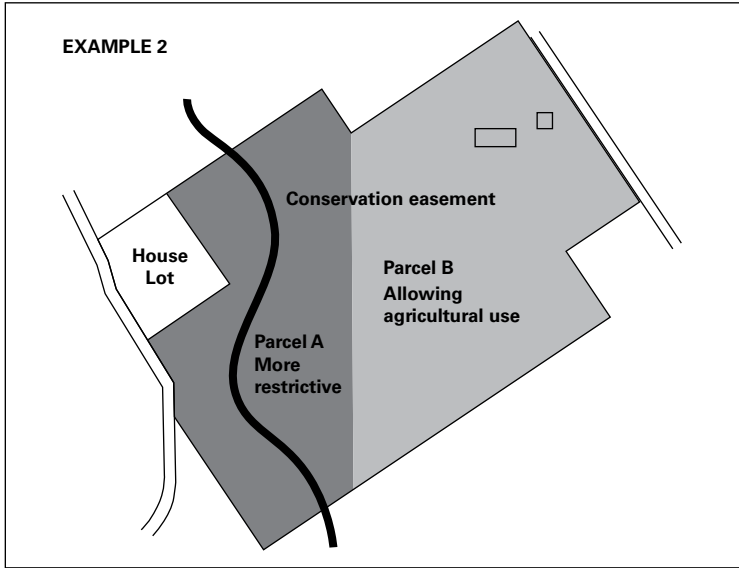 EXAMPLE 2
Conservation easement
House
Lot
Parcel B
Allowing
agricultural use
Parcel A
More
restrictive